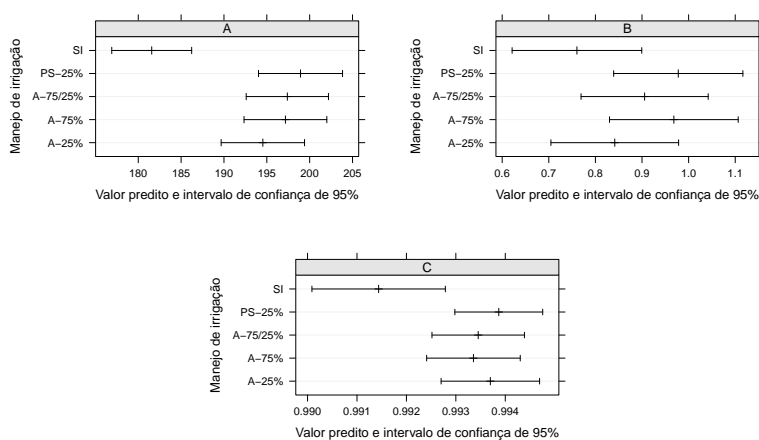 A
Manejo de irrigação
SI
PS−25%
A−75/25%
A−75%
A−25%
180 185 190 195 200 205
Valor predito e intervalo de confiança de 95%
B
Manejo de irrigação
SI
PS−25%
A−75/25%
A−75%
A−25%
0.6 0.7 0.8 0.9 1.0 1.1
Valor predito e intervalo de confiança de 95%
C
Manejo de irrigação
SI
PS−25%
A−75/25%
A−75%
A−25%
0.990 0.991 0.992 0.993 0.994
Valor predito e intervalo de confiança de 95%